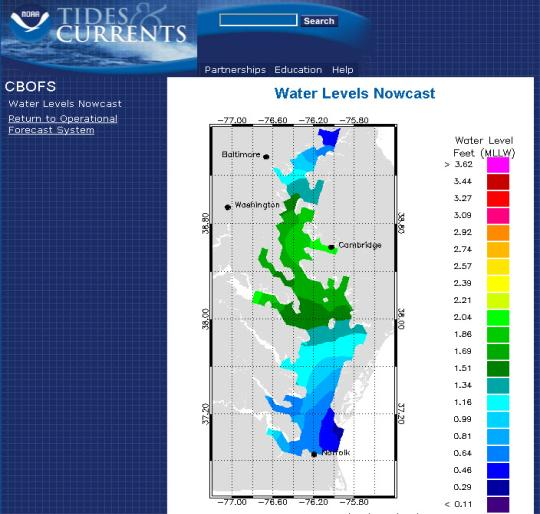 NOAA
TIDES &
CURRENTS
Search
Partnerships Education Help
CBOFS
Water Levels Nowcast
Return to Operational
Forecast System
Water Levels Nowcast
−77.00 −76.60 −76.20 −75.80
Water Level
Feet (MLLW)
Baltimore
Washington
Cambridge
Norfolk
38.80 38.80
38.00 38.00
37.20 37.20
−77.00 −76.60 −76.20 −75.80
> 3.62
3.44
3.27
3.09
2.92
2.74
2.57
2.39
2.21
2.04
1.86
1.69
1.51
1.34
1.16
0.99
0.81
0.64
0.46
0.29
< 0.11